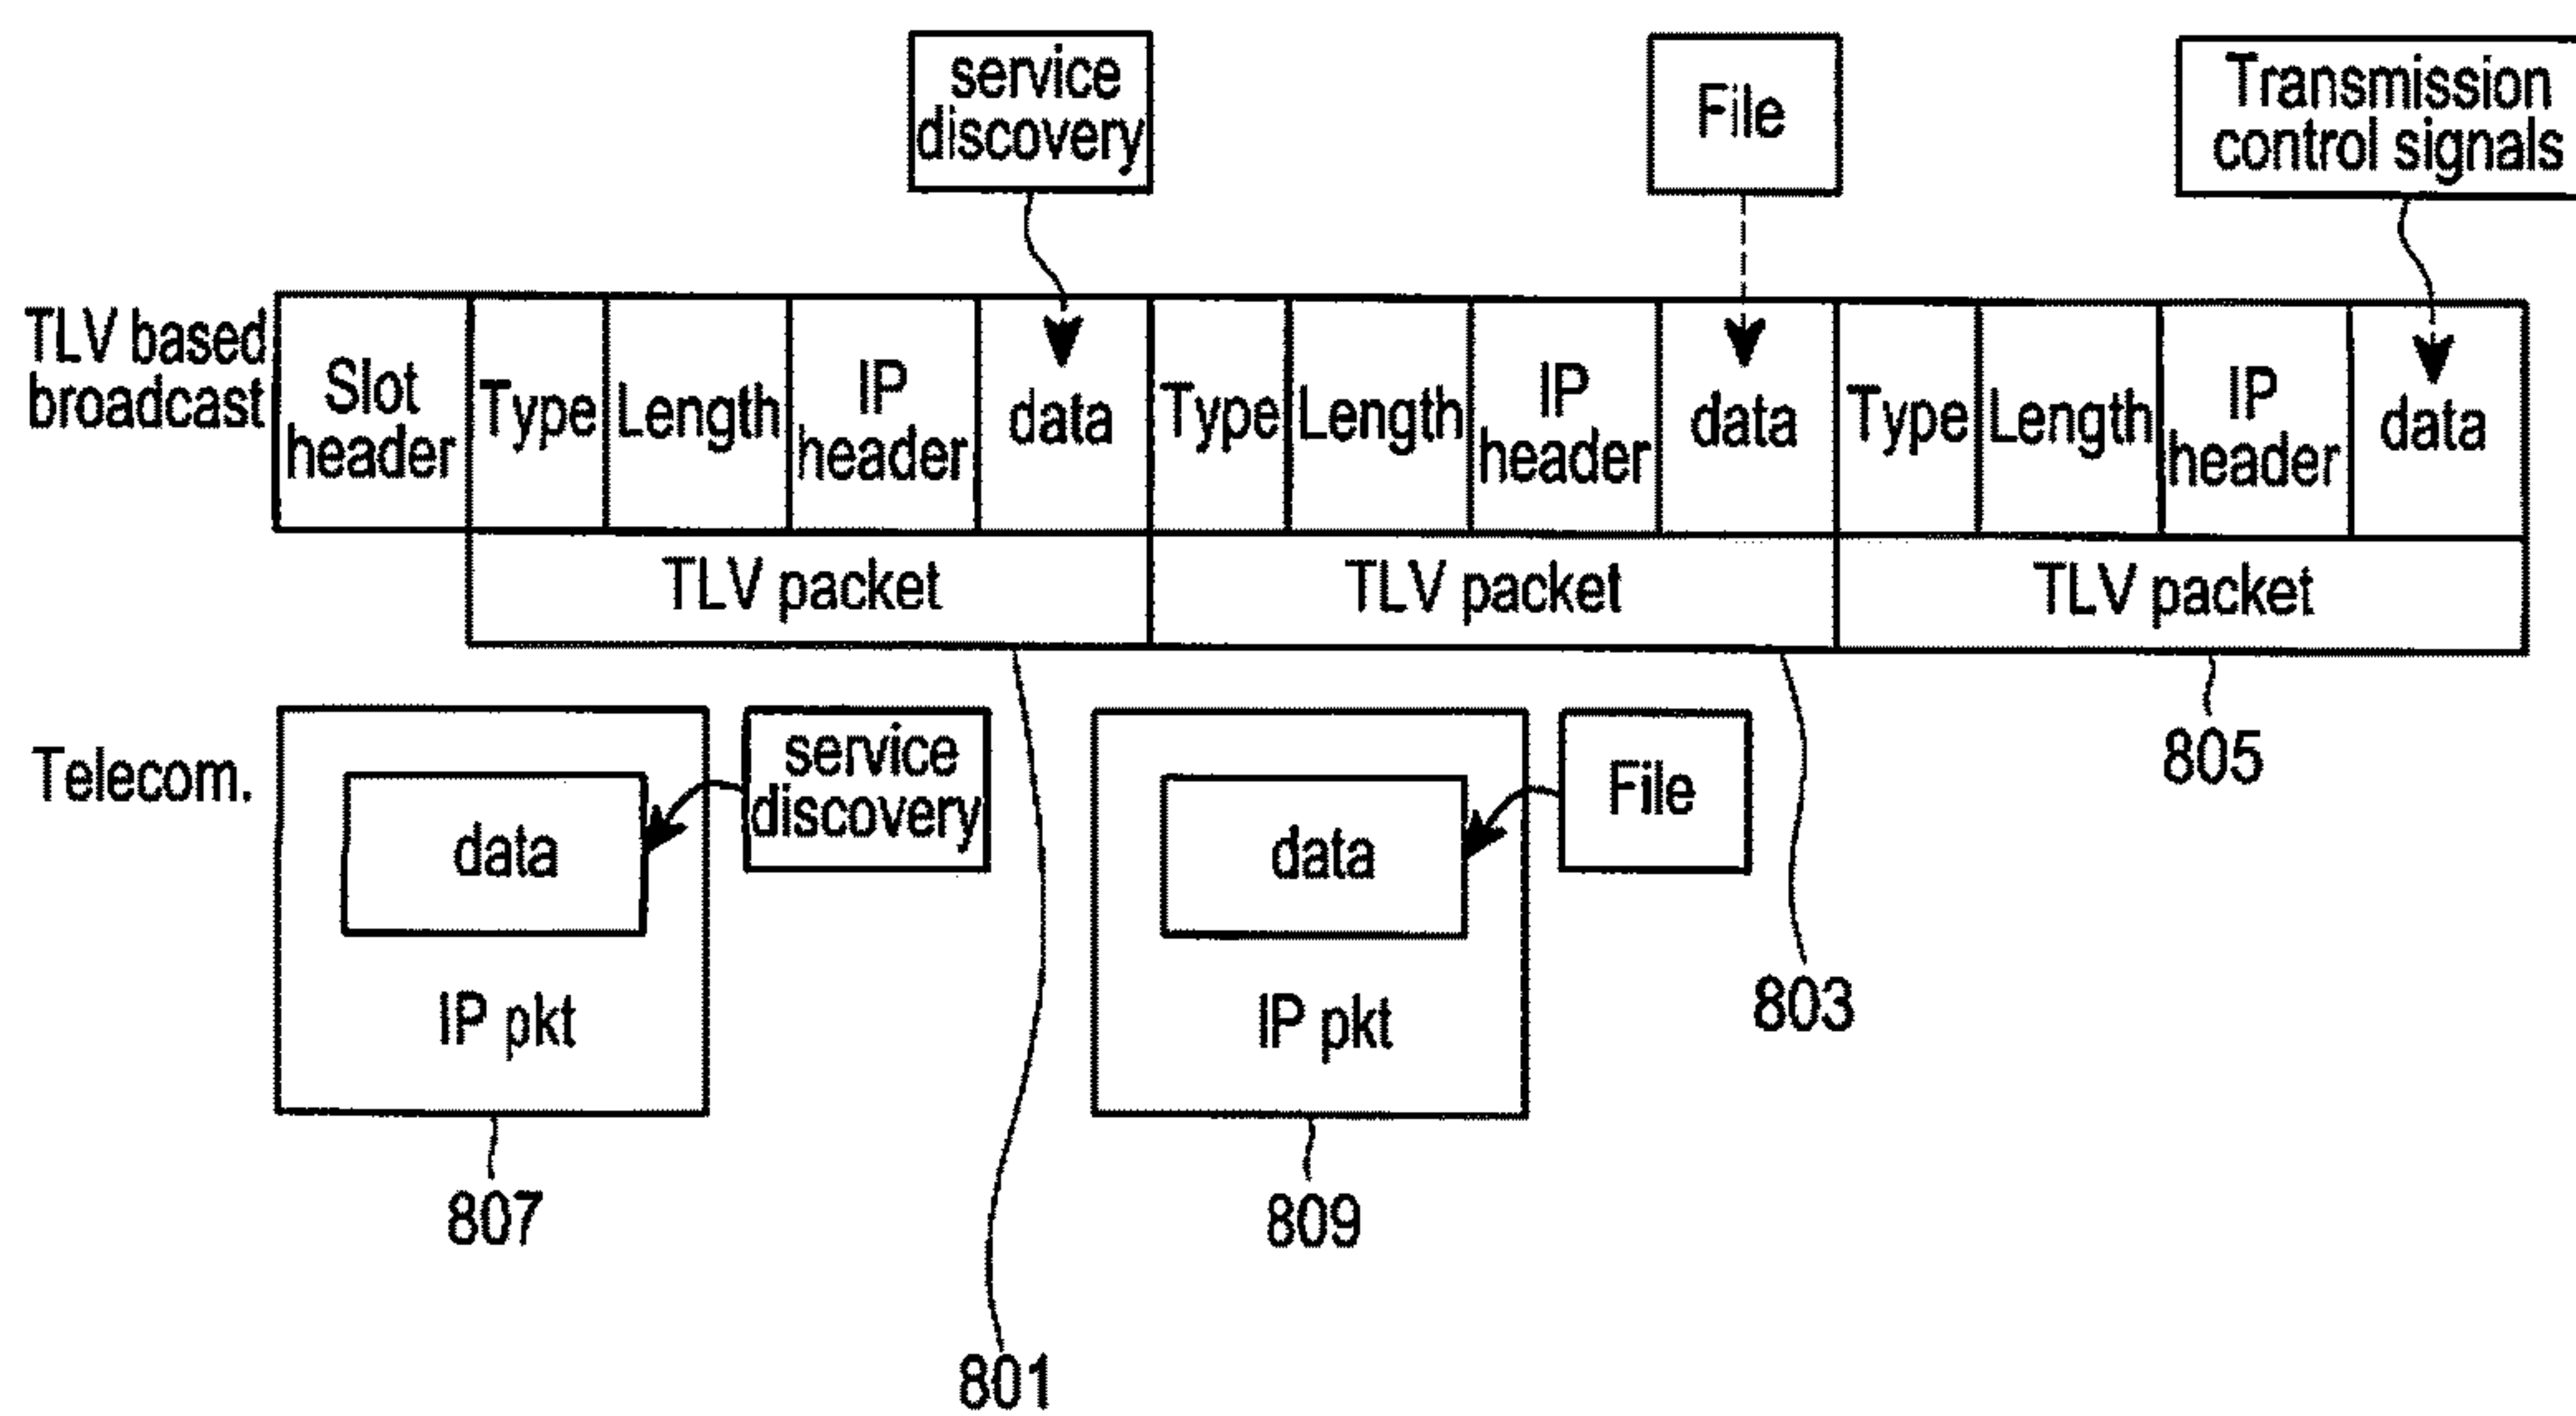 service
discovery
File
Transmission
control signals
TLV based
broadcast
Slot
header
Type
Length
IP
header
data
Type
Length
IP
header
data
Type
Length
IP
header
data
TLV packet
TLV packet
TLV packet
805
Telecom.
data
IP pkt
service
discovery
data
IP pkt
File
803
807
809
801